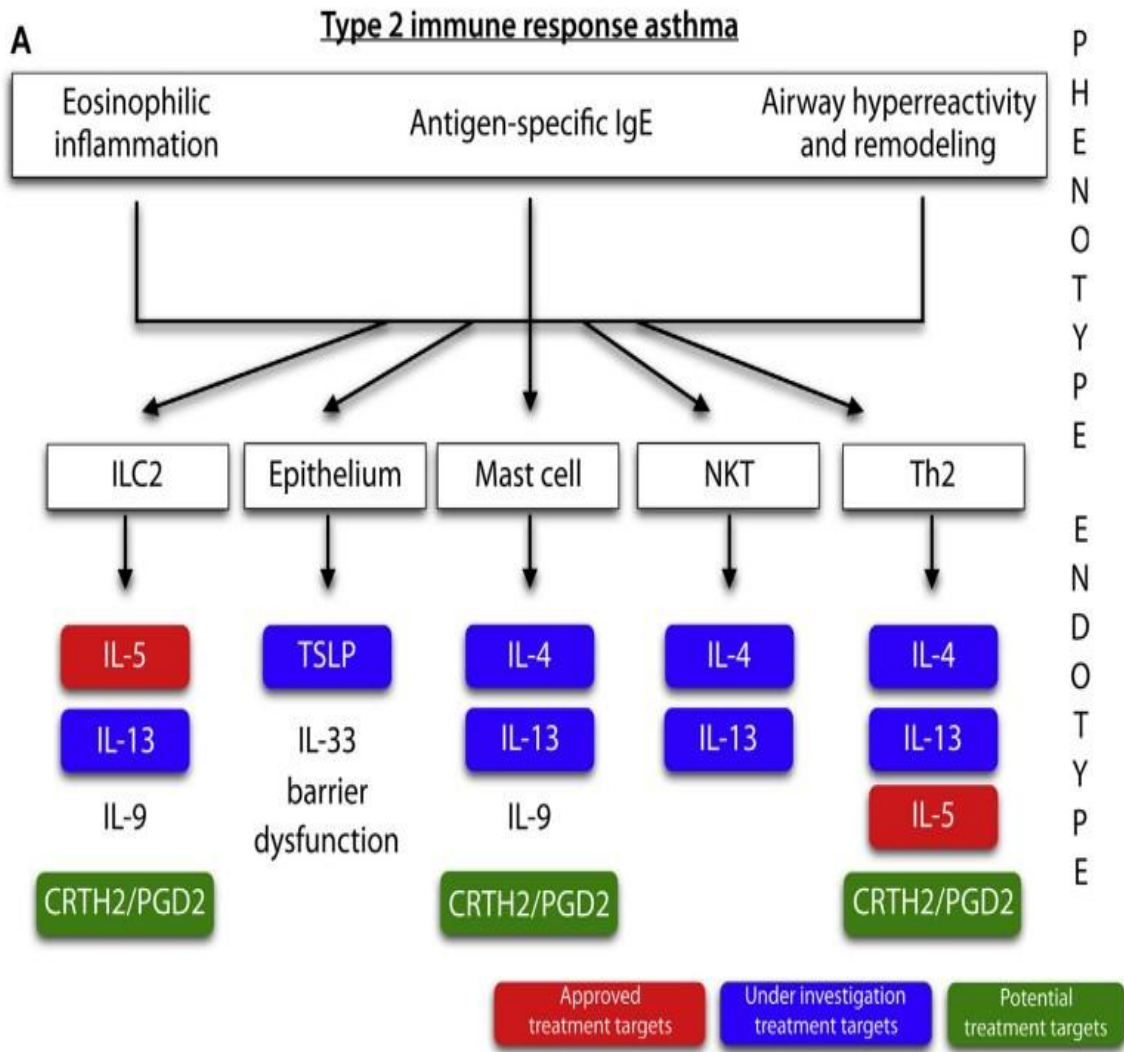 A
Type 2 immune response asthma
Eosinophilic
inflammation
Antigen-specific IgE
Airway hyperreactivity
and remodeling
ILC2
Epithelium
Mast cell
NKT
Th2
IL-5
IL-13
IL-9
CRTH2/PGD2
TSLP
IL-33
barrier
dysfunction
IL-4
IL-13
IL-9
CRTH2/PGD2
IL-4
IL-13
IL-4
IL-13
IL-5
CRTH2/PGD2
PHENOTYPE
ENDOTYPE
Approved
treatment targets
Under investigation
treatment targets
Potential
treatment targets